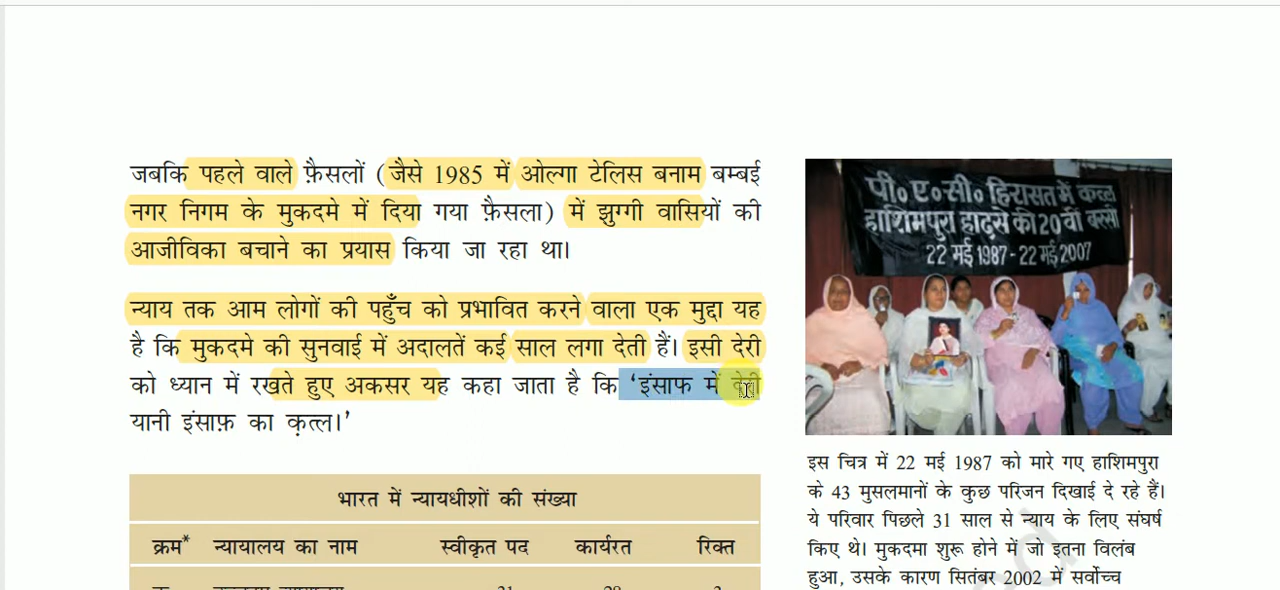 जबकि पहले वाले फ़ैसलों (जैसे 1985 में ओल्गा टेलिस बनाम बम्बई
नगर निगम के मुकदमे में दिया गया फ़ैसला) में झुग्गी वासियों की
आजीविका बचाने का प्रयास किया जा रहा था।
न्याय तक आम लोगों की पहुँच को प्रभावित करने वाला एक मुद्दा यह
है कि मुकदमे की सुनवाई में अदालतें कई साल लगा देती हैं। इसी देरी
को ध्यान में रखते हुए अकसर यह कहा जाता है कि ‘इंसाफ में देरी
यानी इंसाफ़ का क़त्ल।’
भारत में न्यायधीशों की संख्या
क्रम* न्यायालय का नाम स्वीकृत पद कार्यरत रिक्त
पी० ए० सी० हिरासत में कत्ल
हाशिमपुरा हादसे की 20 वीं बरसी
22 मई 1987 - 22 मई 2007
इस चित्र में 22 मई 1987 को मारे गए हाशिमपुरा
के 43 मुसलमानों के कुछ परिजन दिखाई दे रहे हैं।
ये परिवार पिछले 31 साल से न्याय के लिए संघर्ष
किए थे। मुकदमा शुरू होने में जो इतना विलंब
हुआ, उसके कारण सितंबर 2002 में सर्वोच्च